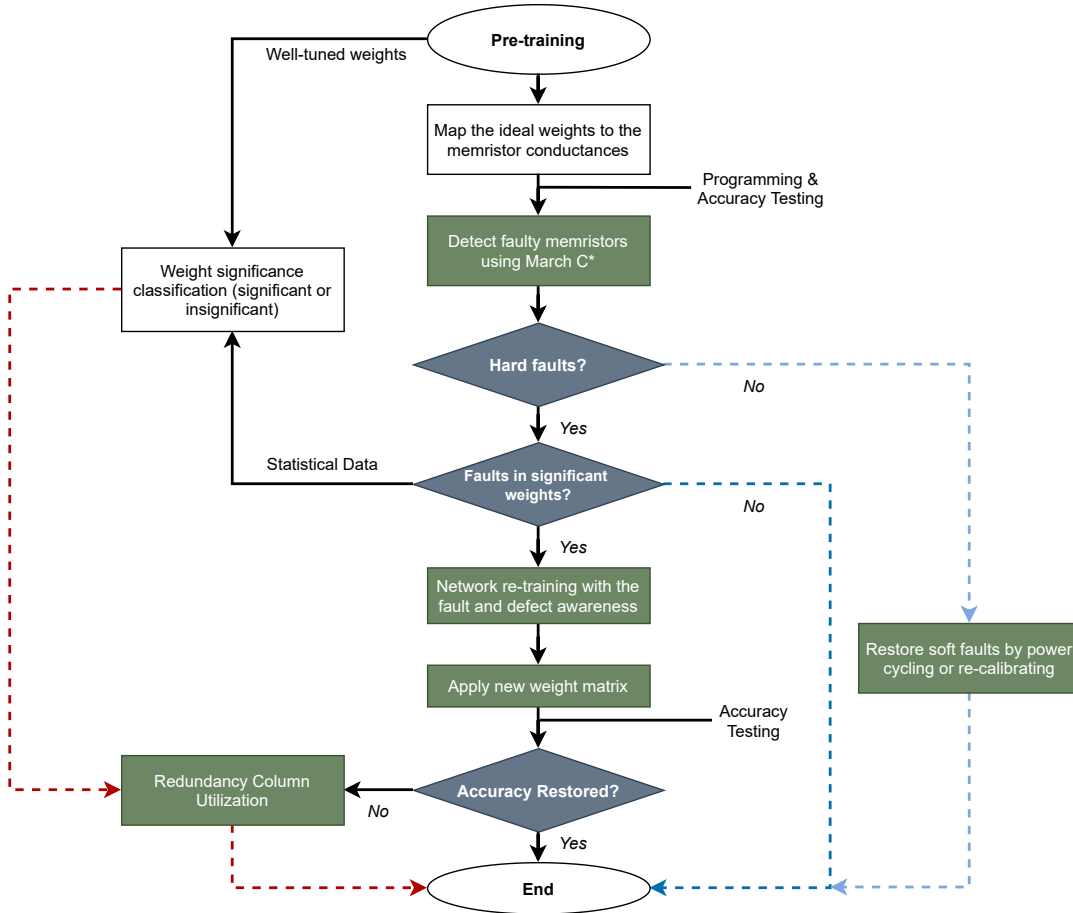 Pre-training
Well-tuned weights
Map the ideal weights to the
memristor conductances
Programming &
Accuracy Testing
Detect faulty memristors
using March C*
Weight significance
classification (significant or
insignificant)
Hard faults?
No
Yes
Statistical Data
Faults in significant
weights?
No
Yes
Network re-training with the
fault and defect awareness
Restore soft faults by power
cycling or re-calibrating
Apply new weight matrix
Accuracy
Testing
Redundancy Column
Utilization
Accuracy Restored?
No
Yes
End